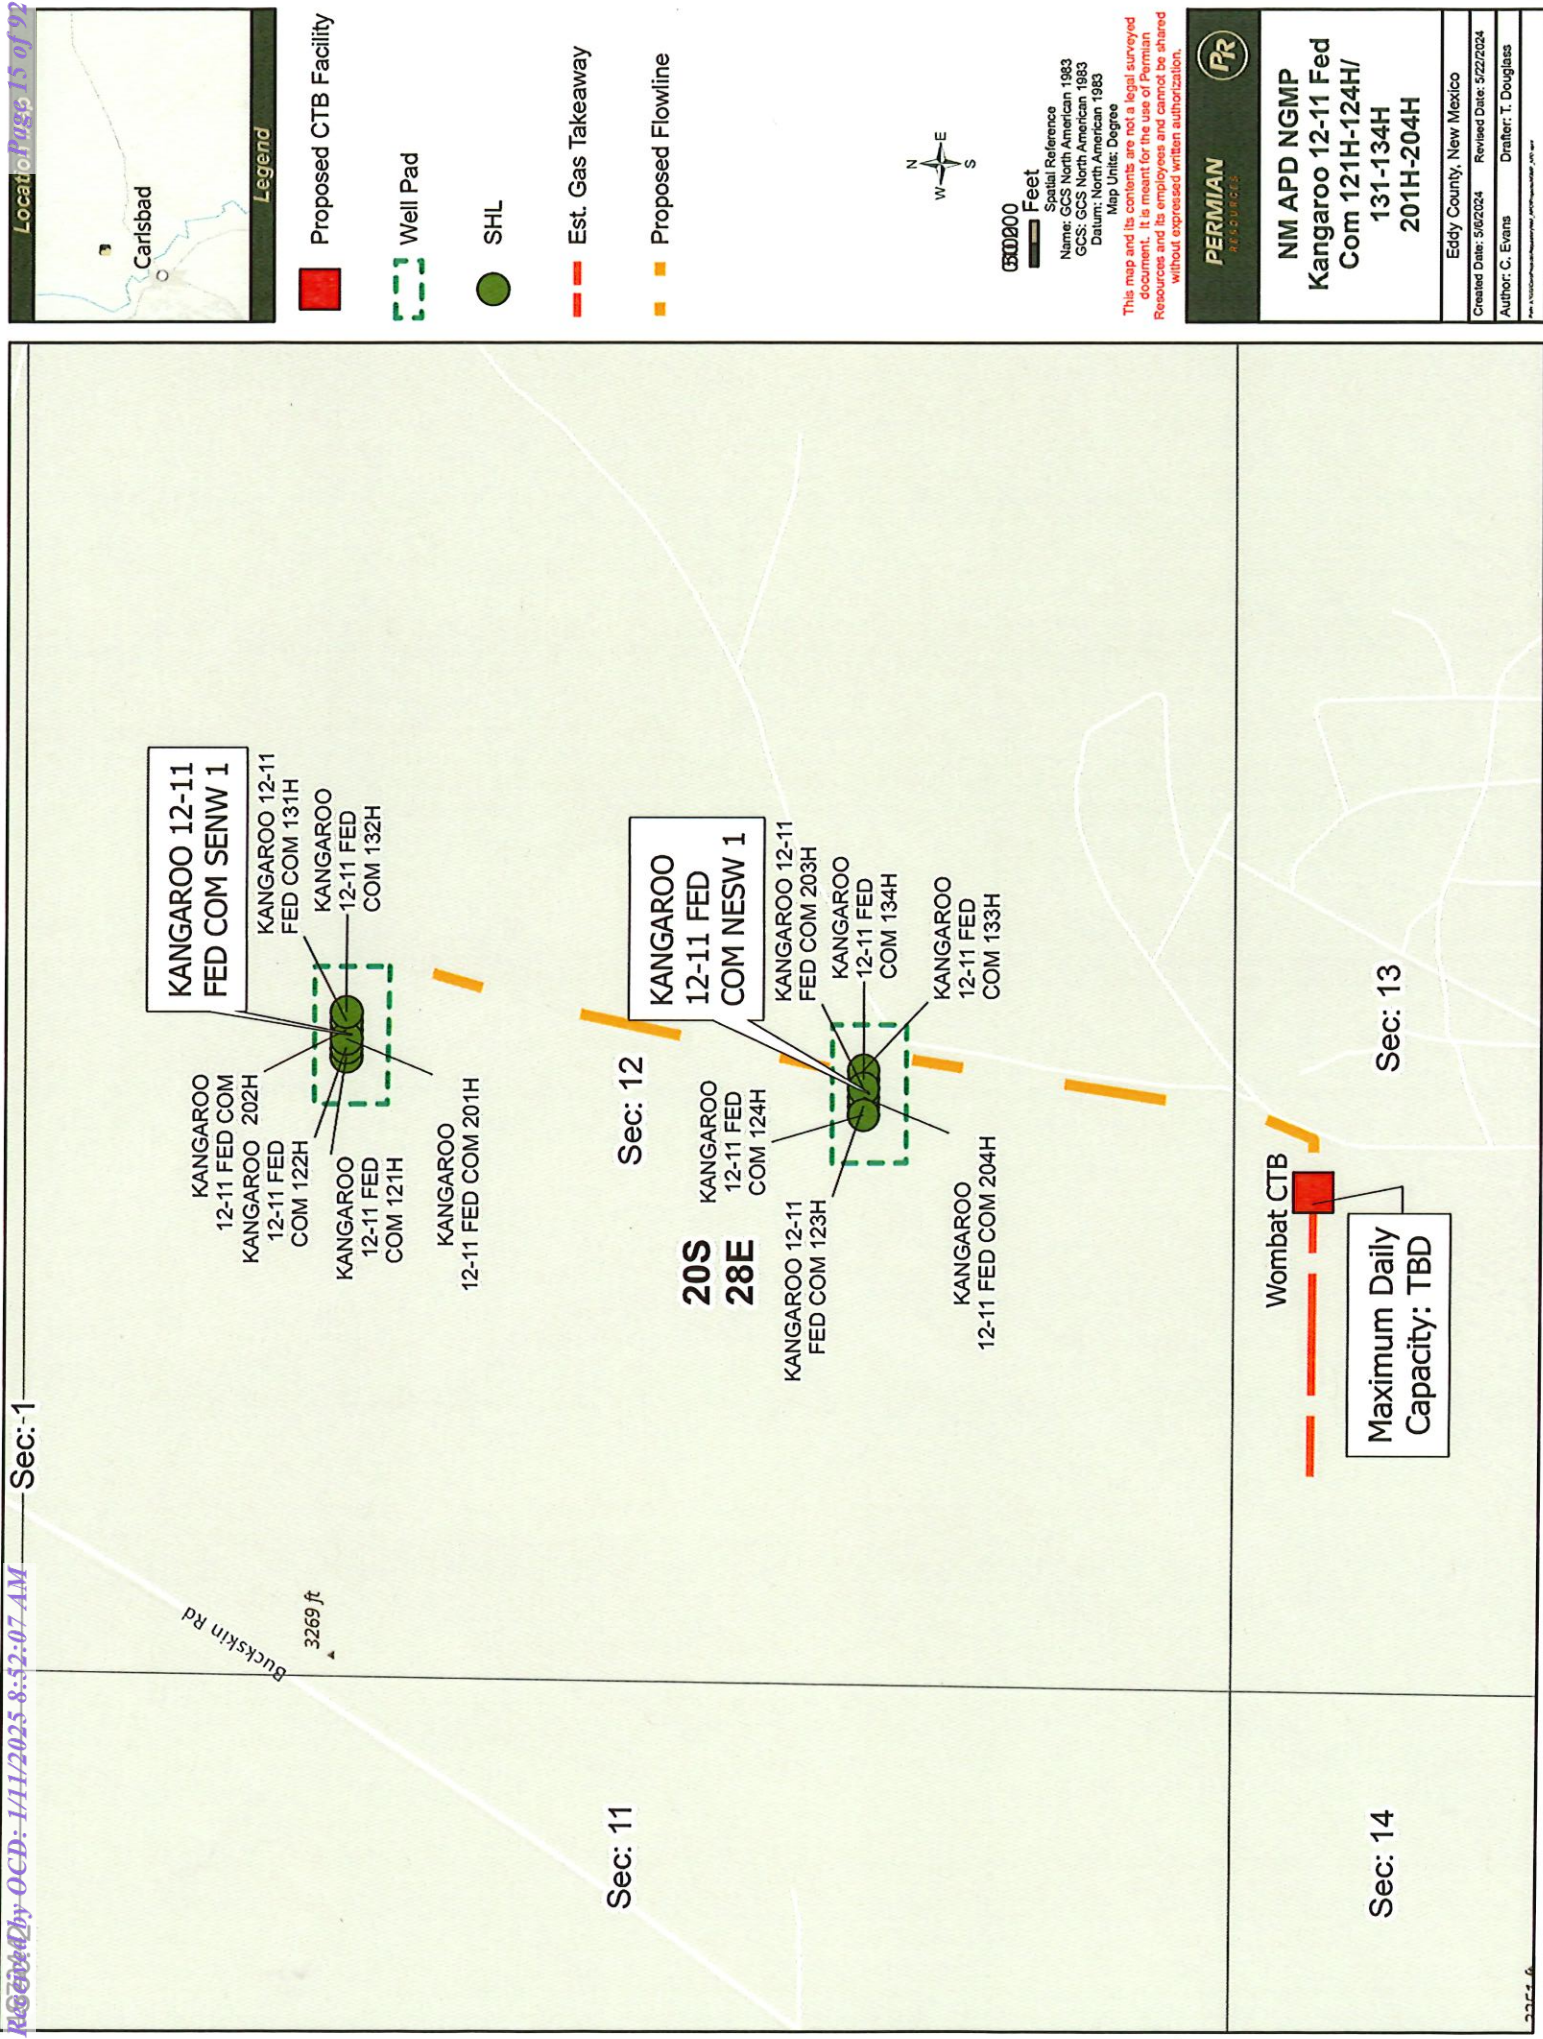 Received by OCD: 1/11/2025 8:52:07 AM
Page 15 of 92
Sec: 1
Buckskin Rd
3269 ft
KANGAROO 12-11
FED COM SENW 1
KANGAROO
12-11 FED COM
202H
KANGAROO
12-11 FED
COM 122H
KANGAROO
12-11 FED
COM 121H
KANGAROO
12-11 FED COM 201H
KANGAROO 12-11
FED COM 131H
KANGAROO
12-11 FED
COM 132H
Sec: 11
Sec: 12
20S
28E
KANGAROO
12-11 FED
COM NESW 1
KANGAROO
12-11 FED
COM 124H
KANGAROO 12-11
FED COM 123H
KANGAROO
12-11 FED COM 204H
KANGAROO 12-11
FED COM 203H
KANGAROO
12-11 FED
COM 134H
KANGAROO
12-11 FED
COM 133H
Wombat CTB
Maximum Daily
Capacity: TBD
Sec: 14
Sec: 13
Carlsbad
Legend
Proposed CTB Facility
Well Pad
SHL
Est. Gas Takeaway
Proposed Flowline
N
W
E
S
Feet
Spatial Reference
Name: GCS North American 1983
GCS: GCS North American 1983
Datum: North American 1983
Map Units: Degree
This map and its contents are not a legal surveyed
document. It is meant for the use of Permian
Resources and its employees and cannot be shared
without expressed written authorization.
PERMIAN
RESOURCES
PR
NM APD NGMP
Kangaroo 12-11 Fed
Com 121H-124H/
131-134H
201H-204H
Eddy County, New Mexico
Created Date: 5/6/2024
Revised Date: 5/22/2024
Author: C. Evans
Drafter: T. Douglass